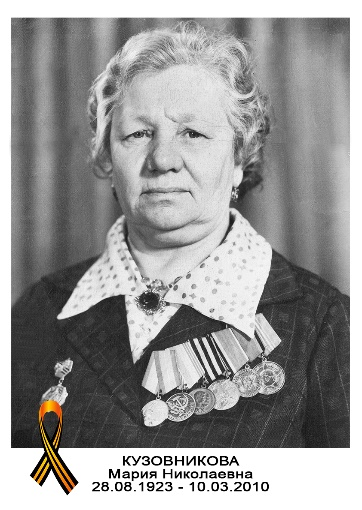 КУЗОВНИКОВА
Мария Николаевна
28.08.1923 - 10.03.2010